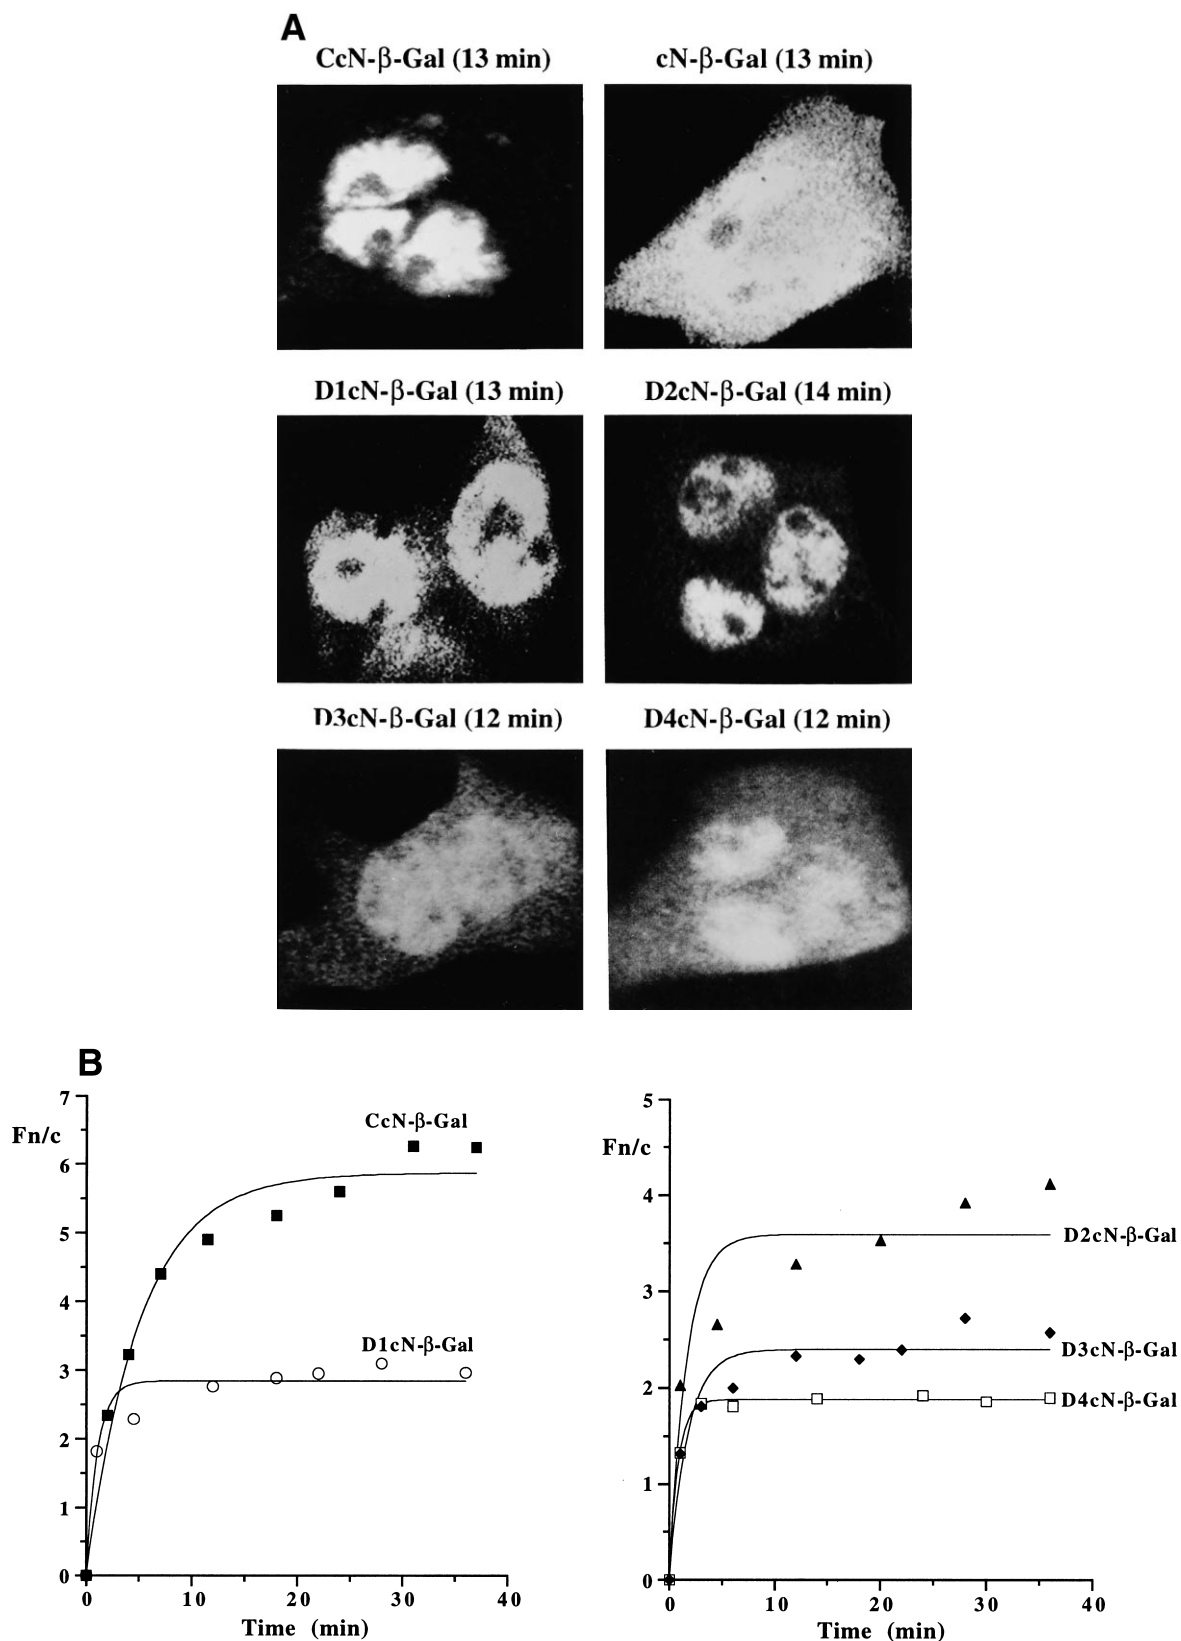 A
CcN-β-Gal (13 min)
cN-β-Gal (13 min)
D1cN-β-Gal (13 min)
D2cN-β-Gal (14 min)
D3cN-β-Gal (12 min)
D4cN-β-Gal (12 min)
B
7
6
5
4
3
2
1
0
Fn/c
CcN-β-Gal
D1cN-β-Gal
0 10 20 30 40
Time (min)
5
4
3
2
1
0
Fn/c
D2cN-β-Gal
D3cN-β-Gal
D4cN-β-Gal
0 10 20 30 40
Time (min)